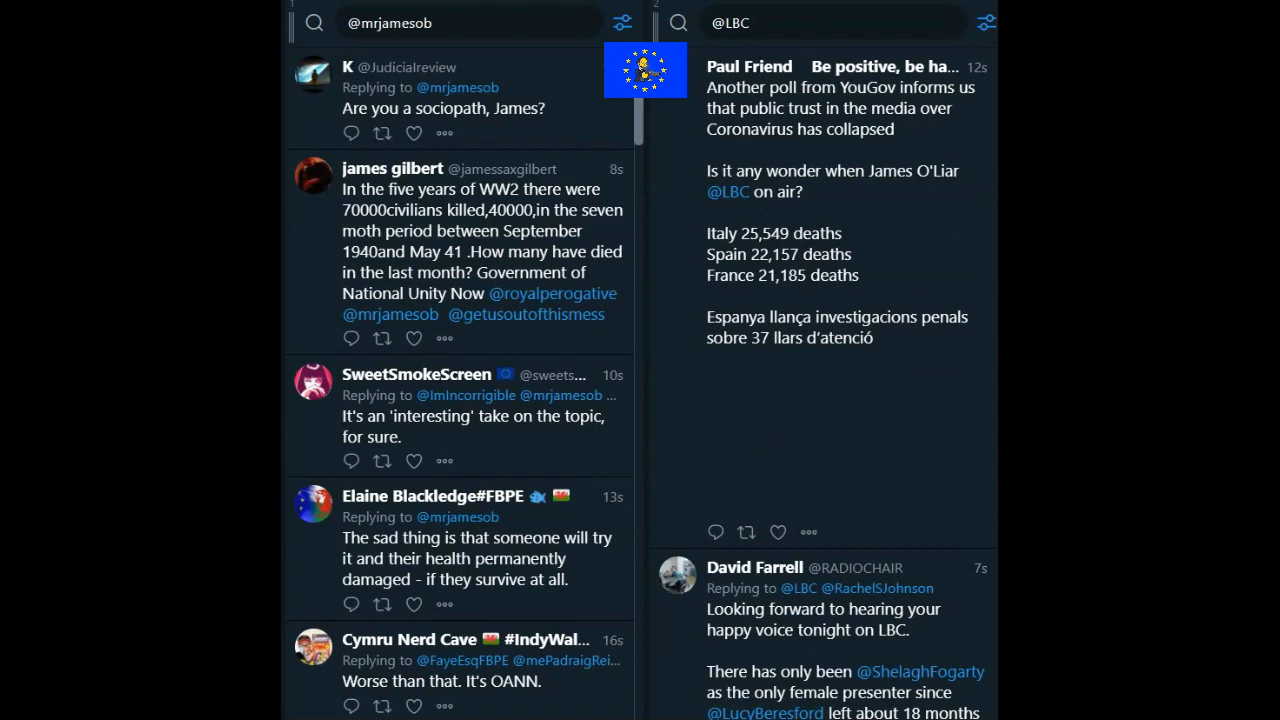 1
@mrjamesob
K @Judicialreview
Replying to @mrjamesob
Are you a sociopath, James?
james gilbert @jamessaxgilbert 8s
In the five years of WW2 there were
70000civilians killed,40000,in the seven
moth period between September
1940and May 41 .How many have died
in the last month? Government of
National Unity Now @royalperogative
@mrjamesob @getusoutofthismess
SweetSmokeScreen @sweets... 10s
Replying to @ImIncorrigible @mrjamesob ...
It's an 'interesting' take on the topic,
for sure.
Elaine Blackledge#FBPE 13s
Replying to @mrjamesob
The sad thing is that someone will try
it and their health permanently
damaged - if they survive at all.
Cymru Nerd Cave #IndyWal... 16s
Replying to @FayeEsqFBPE @mePadraigRei...
Worse than that. It's OANN.
2
@LBC
Paul Friend Be positive, be ha... 12s
Another poll from YouGov informs us
that public trust in the media over
Coronavirus has collapsed
Is it any wonder when James O'Liar
@LBC on air?
Italy 25,549 deaths
Spain 22,157 deaths
France 21,185 deaths
Espanya llança investigacions penals
sobre 37 llars d'atenció
David Farrell @RADIOCHAIR 7s
Replying to @LBC @RachelSJohnson
Looking forward to hearing your
happy voice tonight on LBC.
There has only been @ShelaghFogarty
as the only female presenter since
@LucyBeresford left about 18 months